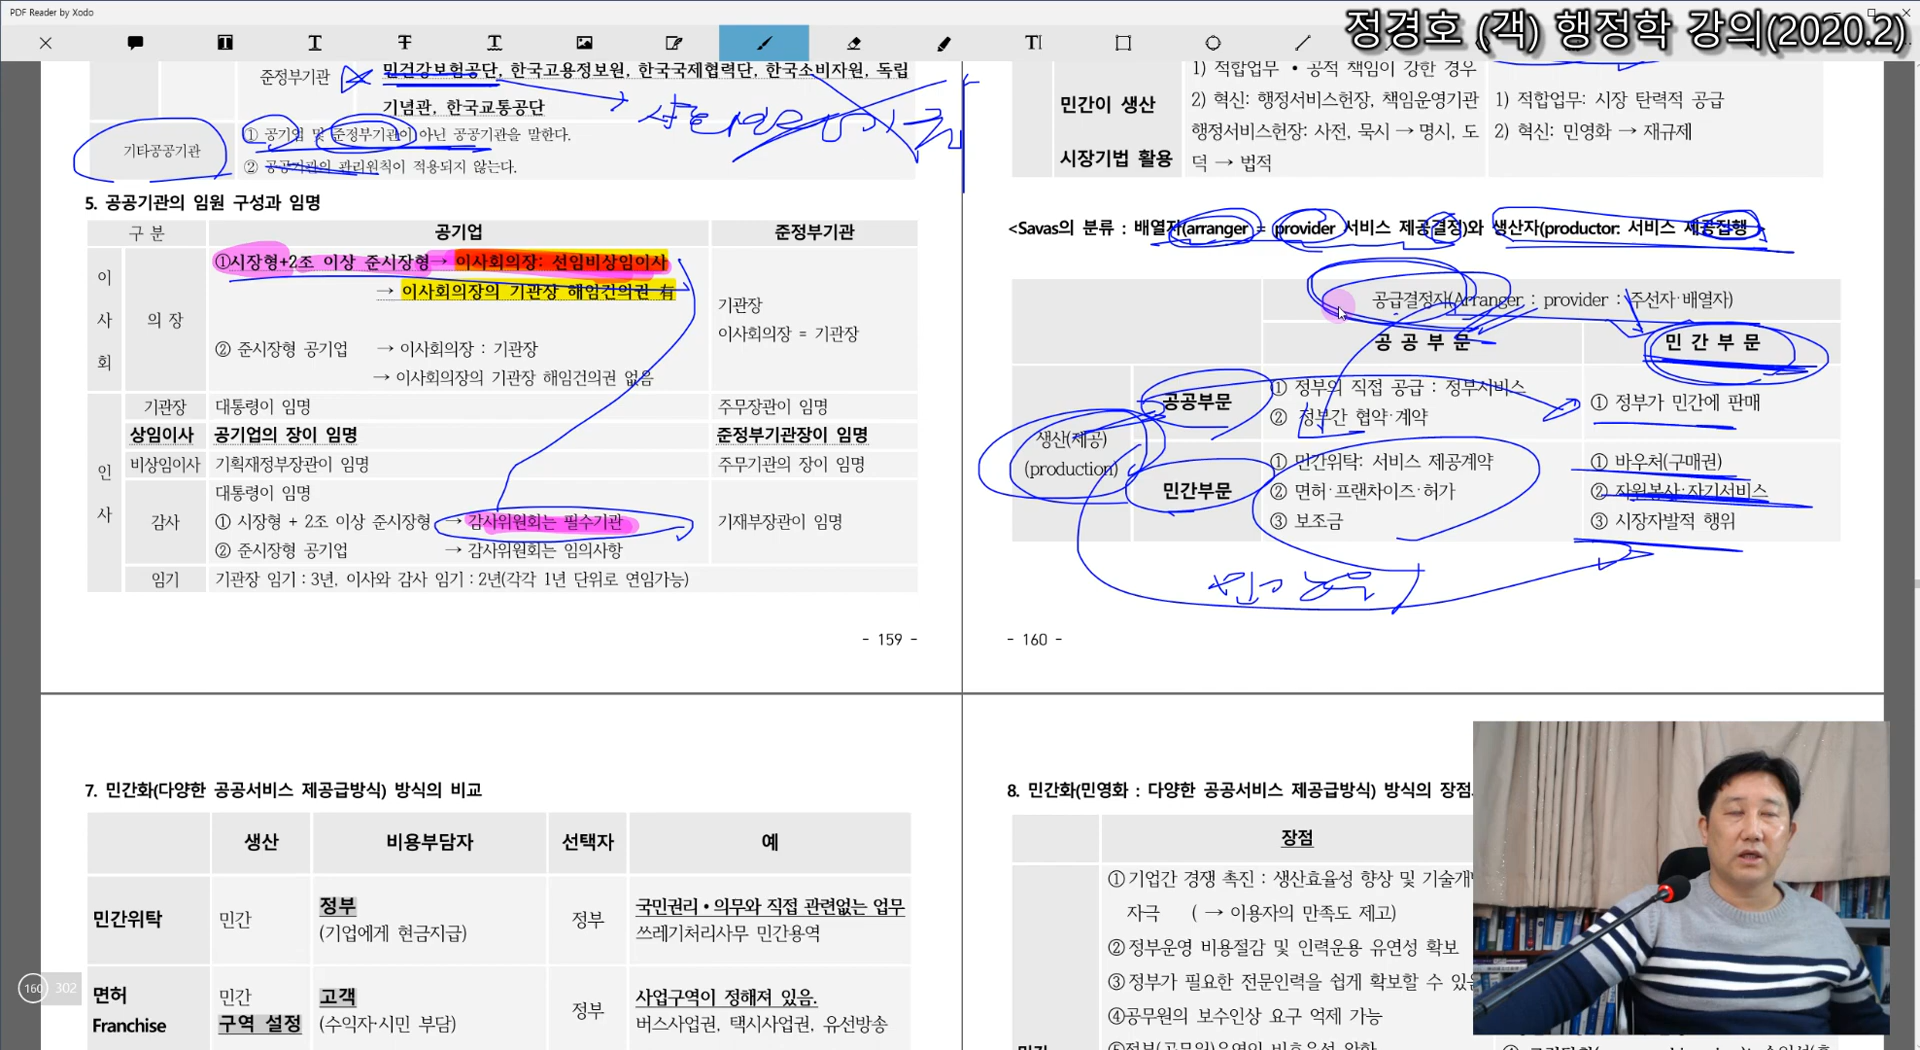 PDF Reader by Xodo
정경호 (객) 행정학 강의(2020.2)
준정부기관
민건강보험공단, 한국고용정보원, 한국국제협력단, 한국소비자원, 독립
기념관, 한국교통공단
기타공공기관
① 공기업 및 준정부기관이 아닌 공공기관을 말한다.
② 공공기관의 관리원칙이 적용되지 않는다.
5. 공공기관의 임원 구성과 임명
구 분
공기업
준정부기관
이
사
회
의 장
①시장형+2조 이상 준시장형→ 이사회의장: 선임비상임이사
→ 이사회의장의 기관장 해임건의권 有
② 준시장형 공기업 → 이사회의장 : 기관장
→ 이사회의장의 기관장 해임건의권 없음
기관장
이사회의장 = 기관장
인
사
기관장
대통령이 임명
주무장관이 임명
상임이사
공기업의 장이 임명
준정부기관장이 임명
비상임이사
기획재정부장관이 임명
주무기관의 장이 임명
감사
대통령이 임명
① 시장형 + 2조 이상 준시장형 → 감사위원회는 필수기관
② 준시장형 공기업 → 감사위원회는 임의사항
기재부장관이 임명
임기
기관장 임기 : 3년, 이사와 감사 임기 : 2년(각각 1년 단위로 연임가능)
- 159 -
민간이 생산
시장기법 활용
1) 적합업무 • 공적 책임이 강한 경우
2) 혁신: 행정서비스헌장, 책임운영기관
행정서비스헌장: 사전, 묵시 → 명시, 도
덕 → 법적
1) 적합업무: 시장 탄력적 공급
2) 혁신: 민영화 → 재규제
<Savas의 분류 : 배열자(arranger = provider 서비스 제공결정)와 생산자(productor: 서비스 제공집행
공급결정자(Arranger : provider : 주선자·배열자)
공 공 부 문
민 간 부 문
생산(제공)
(production)
공공부문
① 정부의 직접 공급 : 정부서비스
② 정부간 협약·계약
① 정부가 민간에 판매
민간부문
① 민간위탁: 서비스 제공계약
② 면허·프랜차이즈·허가
③ 보조금
① 바우처(구매권)
② 자원봉사·자기서비스
③ 시장자발적 행위
- 160 -
7. 민간화(다양한 공공서비스 제공급방식) 방식의 비교
생산
비용부담자
선택자
예
민간위탁
민간
정부
(기업에게 현금지급)
정부
국민권리 • 의무와 직접 관련없는 업무
쓰레기처리사무 민간용역
면허
Franchise
민간
구역 설정
고객
(수익자·시민 부담)
정부
사업구역이 정해져 있음.
버스사업권, 택시사업권, 유선방송
160 302
8. 민간화(민영화 : 다양한 공공서비스 제공급방식) 방식의 장점
장점
① 기업간 경쟁 촉진 : 생산효율성 향상 및 기술개
자극 ( → 이용자의 만족도 제고)
② 정부운영 비용절감 및 인력운용 유연성 확보
③ 정부가 필요한 전문인력을 쉽게 확보할 수 있
④ 공무원의 보수인상 요구 억제 가능